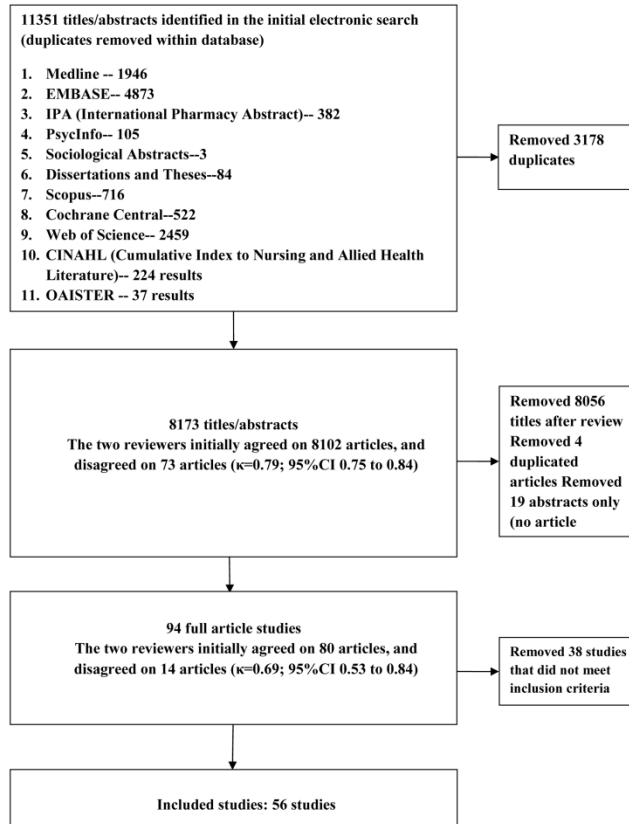 11351 titles/abstracts identified in the initial electronic search
(duplicates removed within database)
1. Medline -- 1946
2. EMBASE-- 4873
3. IPA (International Pharmacy Abstract)-- 382
4. PsycInfo-- 105
5. Sociological Abstracts--3
6. Dissertations and Theses--84
7. Scopus--716
8. Cochrane Central--522
9. Web of Science-- 2459
10. CINAHL (Cumulative Index to Nursing and Allied Health
Literature)-- 224 results
11. OAISTER -- 37 results
Removed 3178
duplicates
8173 titles/abstracts
The two reviewers initially agreed on 8102 articles, and
disagreed on 73 articles (κ=0.79; 95%CI 0.75 to 0.84)
Removed 8056
titles after review
Removed 4
duplicated
articles Removed
19 abstracts only
(no article
94 full article studies
The two reviewers initially agreed on 80 articles, and
disagreed on 14 articles (κ=0.69; 95%CI 0.53 to 0.84)
Removed 38 studies
that did not meet
inclusion criteria
Included studies: 56 studies